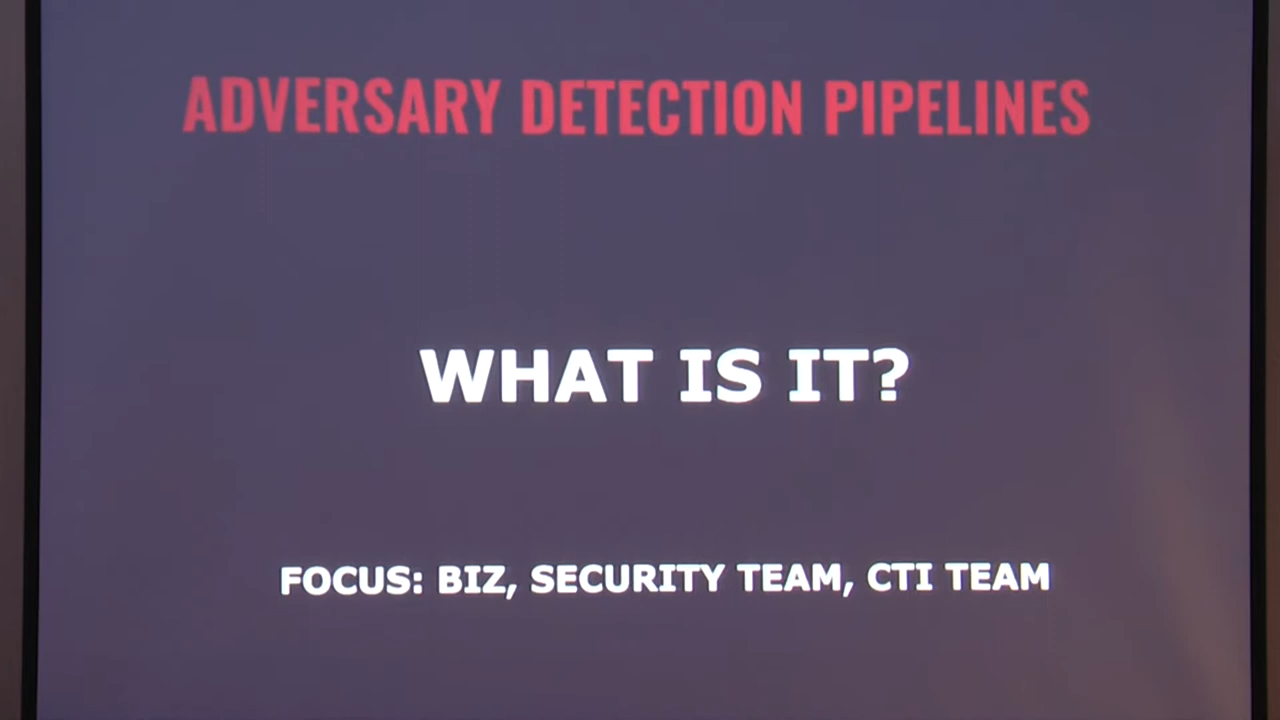 ADVERSARY DETECTION PIPELINES
WHAT IS IT?
FOCUS: BIZ, SECURITY TEAM, CTI TEAM